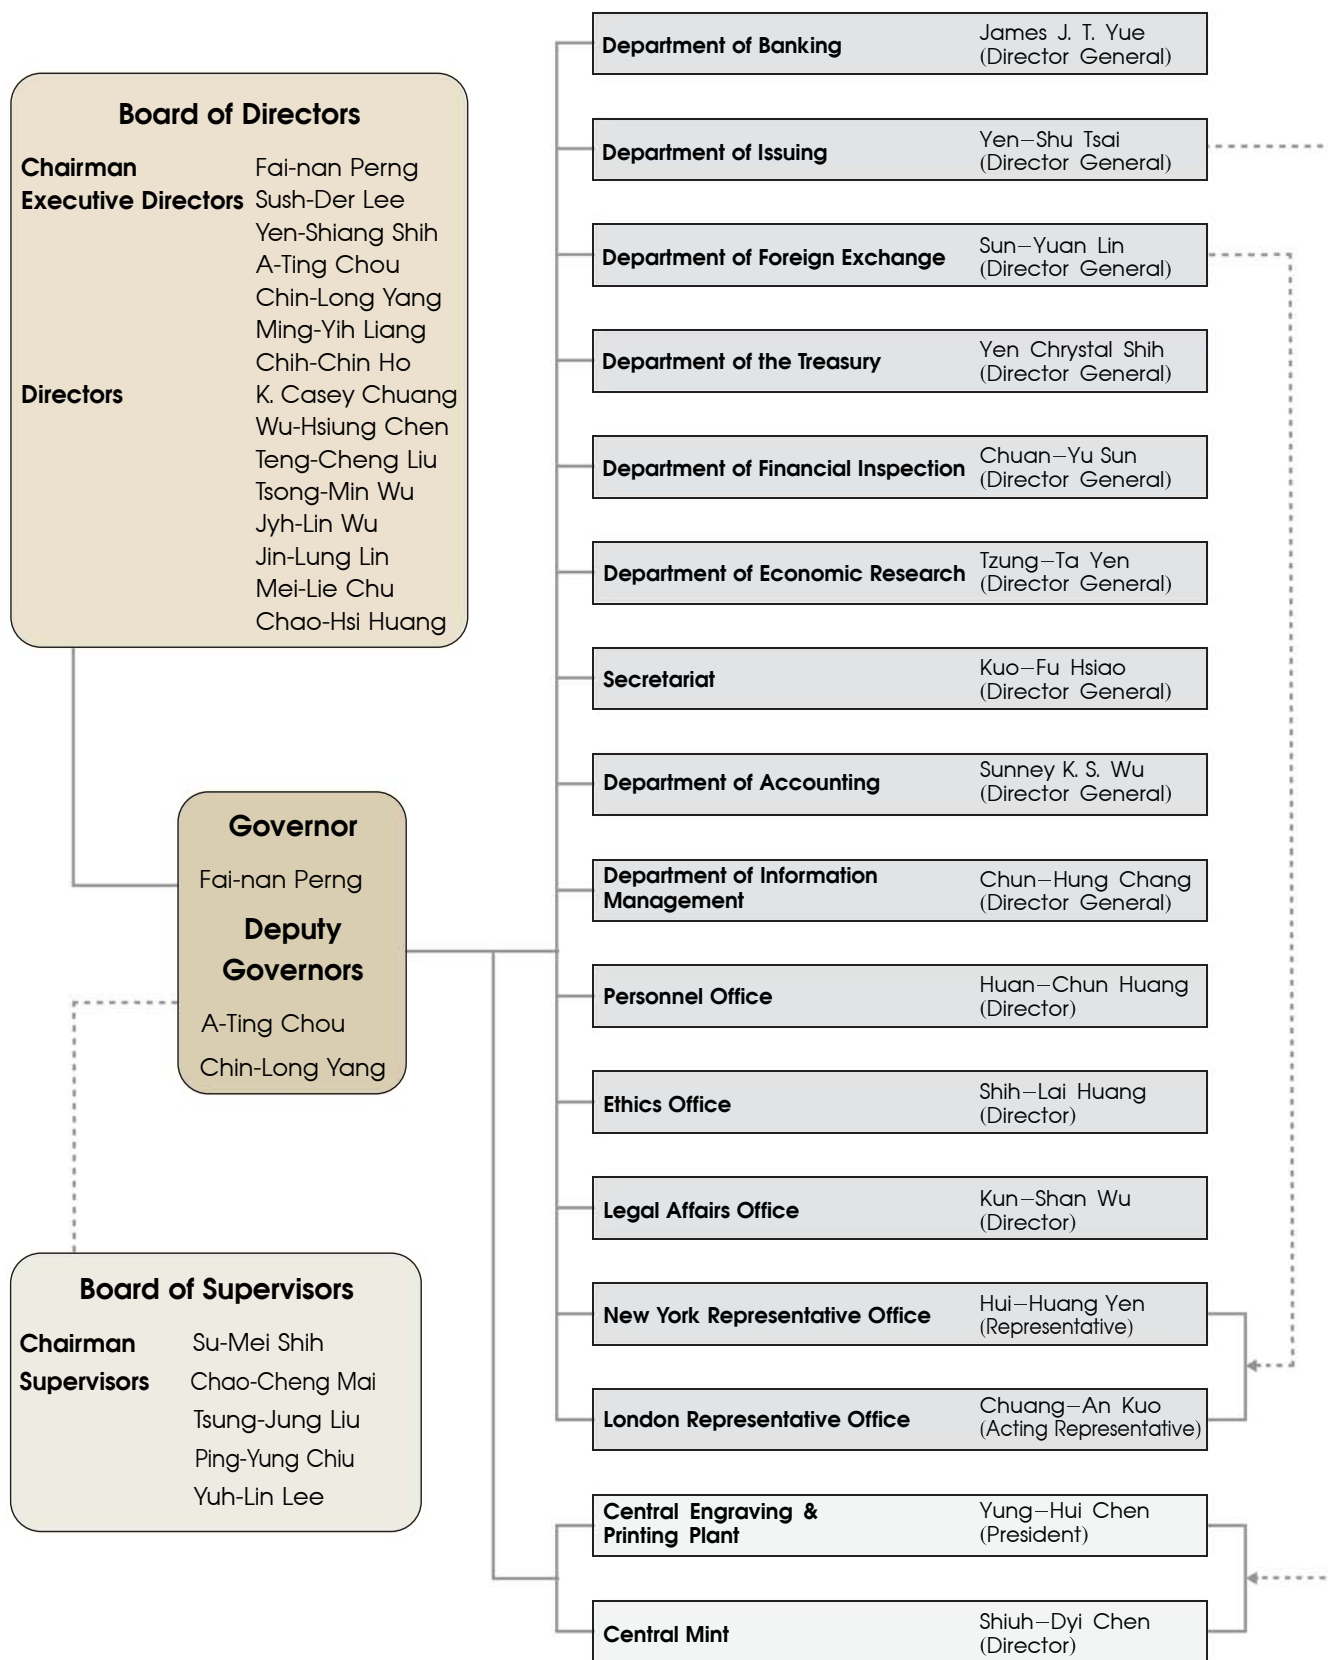 Board of Directors
Chairman Fai-nan Perng
Executive Directors Sush-Der Lee
Yen-Shiang Shih
A-Ting Chou
Chin-Long Yang
Ming-Yih Liang
Chih-Chin Ho
Directors K. Casey Chuang
Wu-Hsiung Chen
Teng-Cheng Liu
Tsong-Min Wu
Jyh-Lin Wu
Jin-Lung Lin
Mei-Lie Chu
Chao-Hsi Huang
Governor
Fai-nan Perng
Deputy
Governors
A-Ting Chou
Chin-Long Yang
Board of Supervisors
Chairman Su-Mei Shih
Supervisors Chao-Cheng Mai
Tsung-Jung Liu
Ping-Yung Chiu
Yuh-Lin Lee
Department of Banking
James J. T. Yue
(Director General)
Department of Issuing
Yen-Shu Tsai
(Director General)
Department of Foreign Exchange
Sun-Yuan Lin
(Director General)
Department of the Treasury
Yen Chrystal Shih
(Director General)
Department of Financial Inspection
Chuan-Yu Sun
(Director General)
Department of Economic Research
Tzung-Ta Yen
(Director General)
Secretariat
Kuo-Fu Hsiao
(Director General)
Department of Accounting
Sunney K. S. Wu
(Director General)
Department of Information
Management
Chun-Hung Chang
(Director General)
Personnel Office
Huan-Chun Huang
(Director)
Ethics Office
Shih-Lai Huang
(Director)
Legal Affairs Office
Kun-Shan Wu
(Director)
New York Representative Office
Hui-Huang Yen
(Representative)
London Representative Office
Chuang-An Kuo
(Acting Representative)
Central Engraving &
Printing Plant
Yung-Hui Chen
(President)
Central Mint
Shiuh-Dyi Chen
(Director)